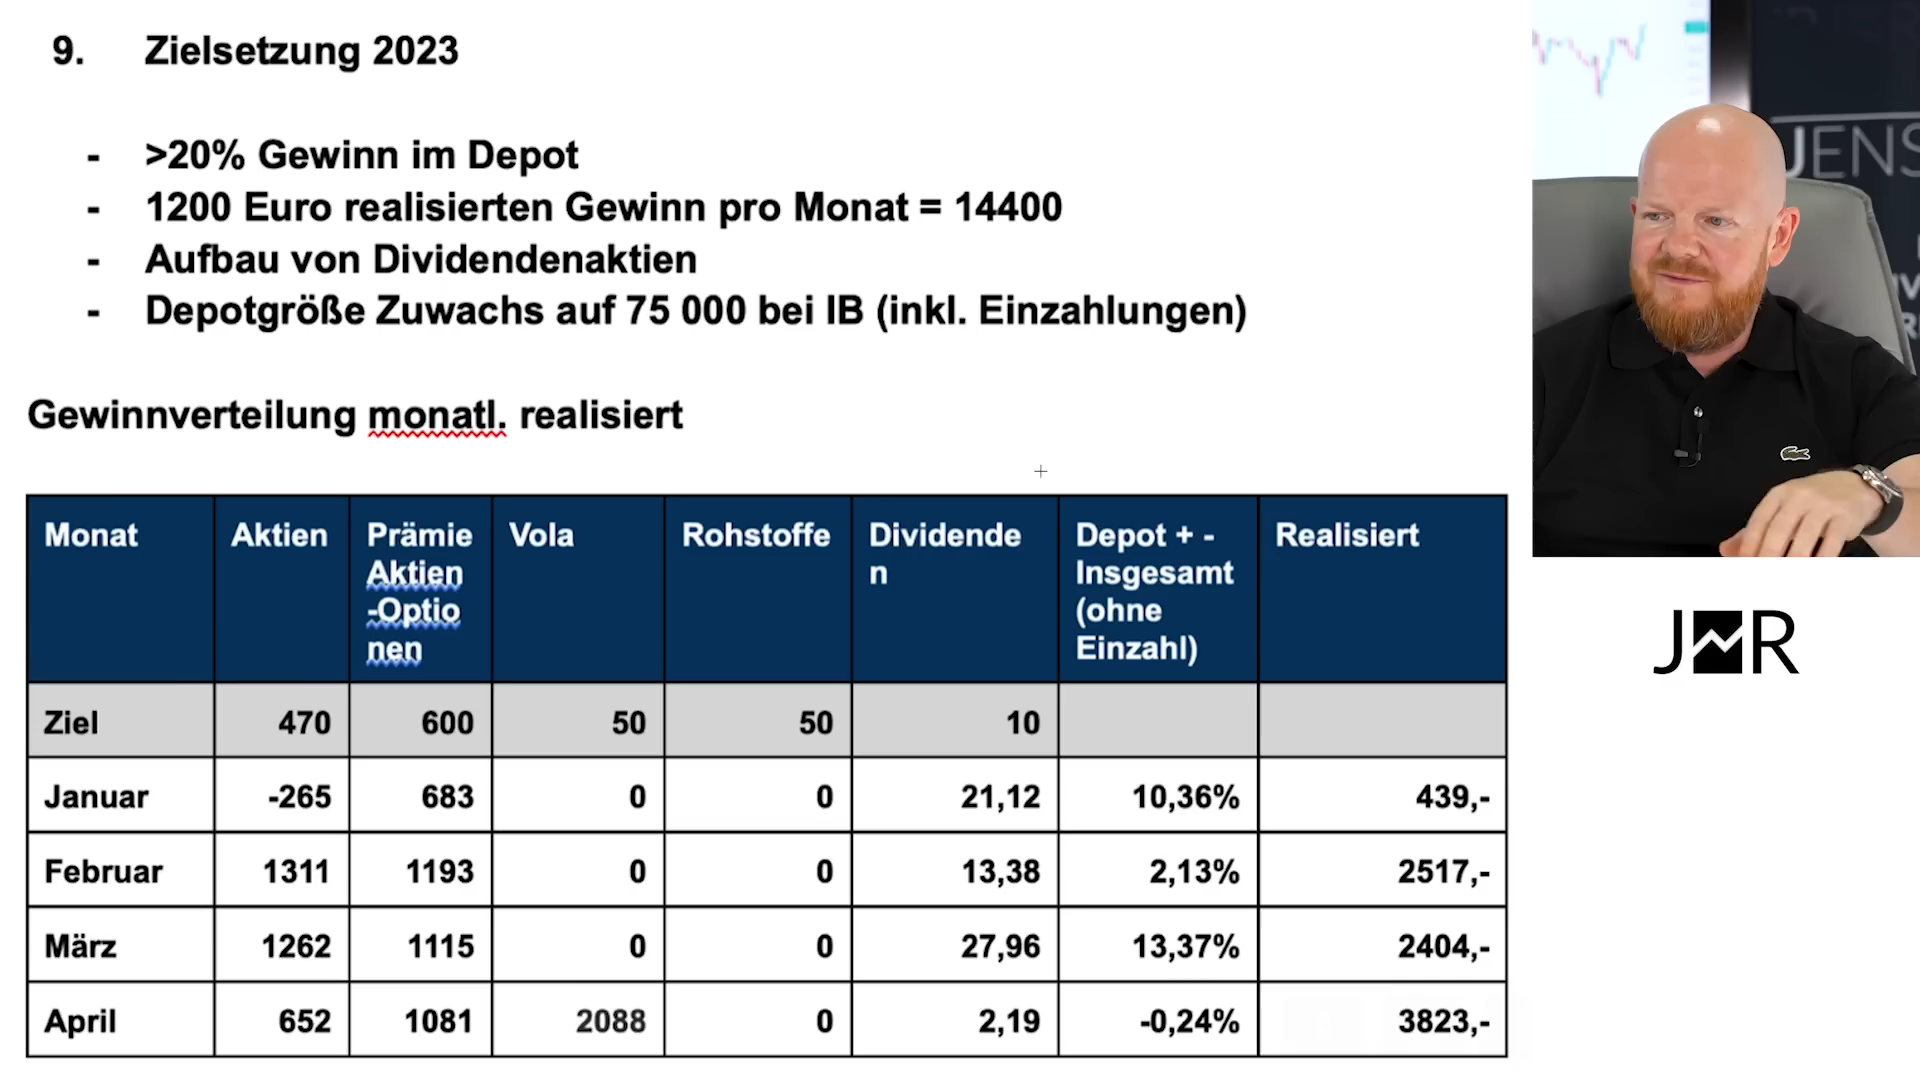 9. Zielsetzung 2023
- >20% Gewinn im Depot
- 1200 Euro realisierten Gewinn pro Monat = 14400
- Aufbau von Dividendenaktien
- Depotgröße Zuwachs auf 75 000 bei IB (inkl. Einzahlungen)
Gewinnverteilung monatl. realisiert
Monat Aktien Prämie Aktien -Optio nen Vola Rohstoffe Dividende n Depot + - Insgesamt (ohne Einzahl) Realisiert
Ziel 470 600 50 50 10
Januar -265 683 0 0 21,12 10,36% 439,-
Februar 1311 1193 0 0 13,38 2,13% 2517,-
März 1262 1115 0 0 27,96 13,37% 2404,-
April 652 1081 2088 0 2,19 -0,24% 3823,-
JENS
J R